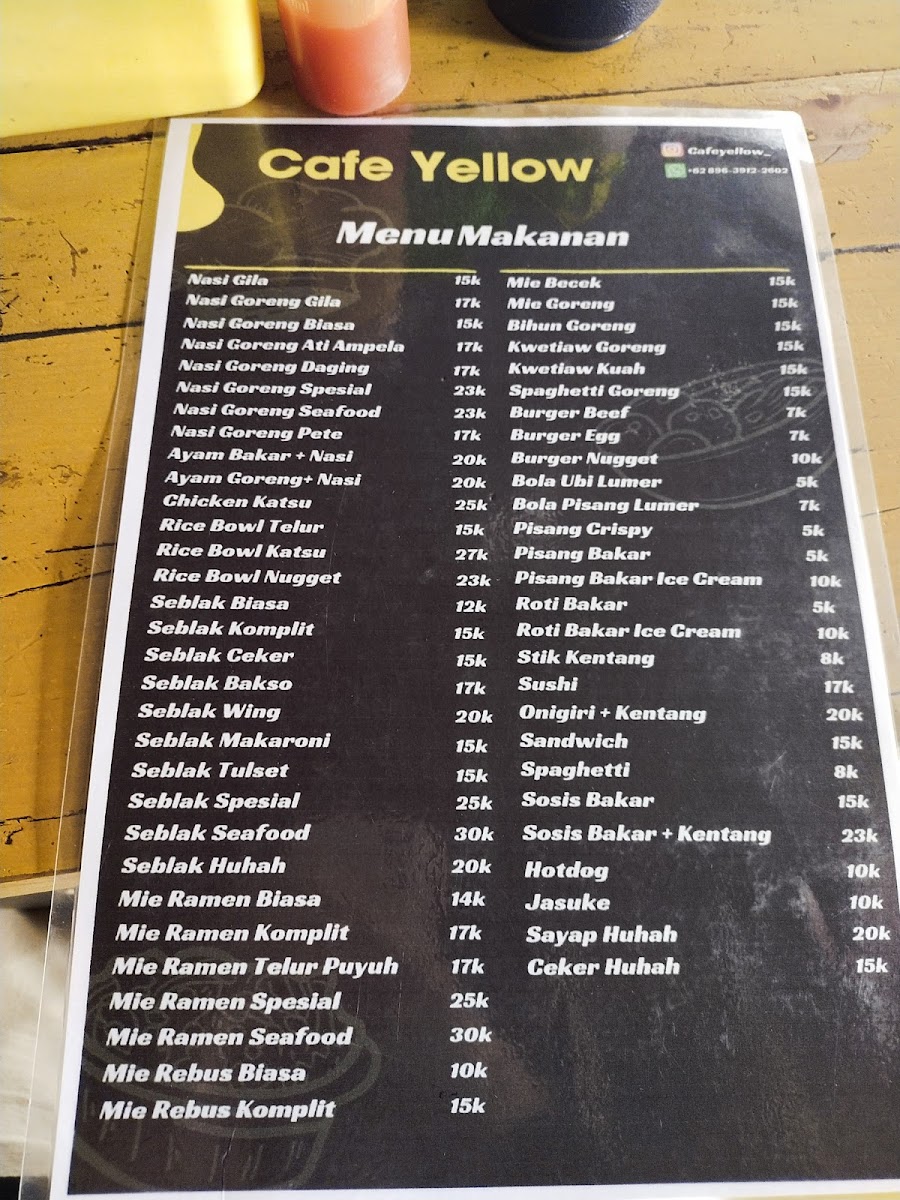 Cafe Yellow
Cafeyellow_
+62 896-3912-2602
Menu Makanan
Nasi Gila 15k
Nasi Goreng Gila 17k
Nasi Goreng Biasa 15k
Nasi Goreng Ati Ampela 17k
Nasi Goreng Daging 17k
Nasi Goreng Spesial 23k
Nasi Goreng Seafood 23k
Nasi Goreng Pete 17k
Ayam Bakar + Nasi 20k
Ayam Goreng+ Nasi 20k
Chicken Katsu 25k
Rice Bowl Telur 15k
Rice Bowl Katsu 27k
Rice Bowl Nugget 23k
Seblak Biasa 12k
Seblak Komplit 15k
Seblak Ceker 15k
Seblak Bakso 17k
Seblak Wing 20k
Seblak Makaroni 15k
Seblak Tulset 15k
Seblak Spesial 25k
Seblak Seafood 30k
Seblak Huhah 20k
Mie Ramen Biasa 14k
Mie Ramen Komplit 17k
Mie Ramen Telur Puyuh 17k
Mie Ramen Spesial 25k
Mie Ramen Seafood 30k
Mie Rebus Biasa 10k
Mie Rebus Komplit 15k
Mie Becek 15k
Mie Goreng 15k
Bihun Goreng 15k
Kwetiaw Goreng 15k
Kwetiaw Kuah 15k
Spaghetti Goreng 15k
Burger Beef 7k
Burger Egg 7k
Burger Nugget 10k
Bola Ubi Lumer 5k
Bola Pisang Lumer 7k
Pisang Crispy 5k
Pisang Bakar 5k
Pisang Bakar Ice Cream 10k
Roti Bakar 5k
Roti Bakar Ice Cream 10k
Stik Kentang 8k
Sushi 17k
Onigiri + Kentang 20k
Sandwich 15k
Spaghetti 8k
Sosis Bakar 15k
Sosis Bakar + Kentang 23k
Hotdog 10k
Jasuke 10k
Sayap Huhah 20k
Ceker Huhah 15k